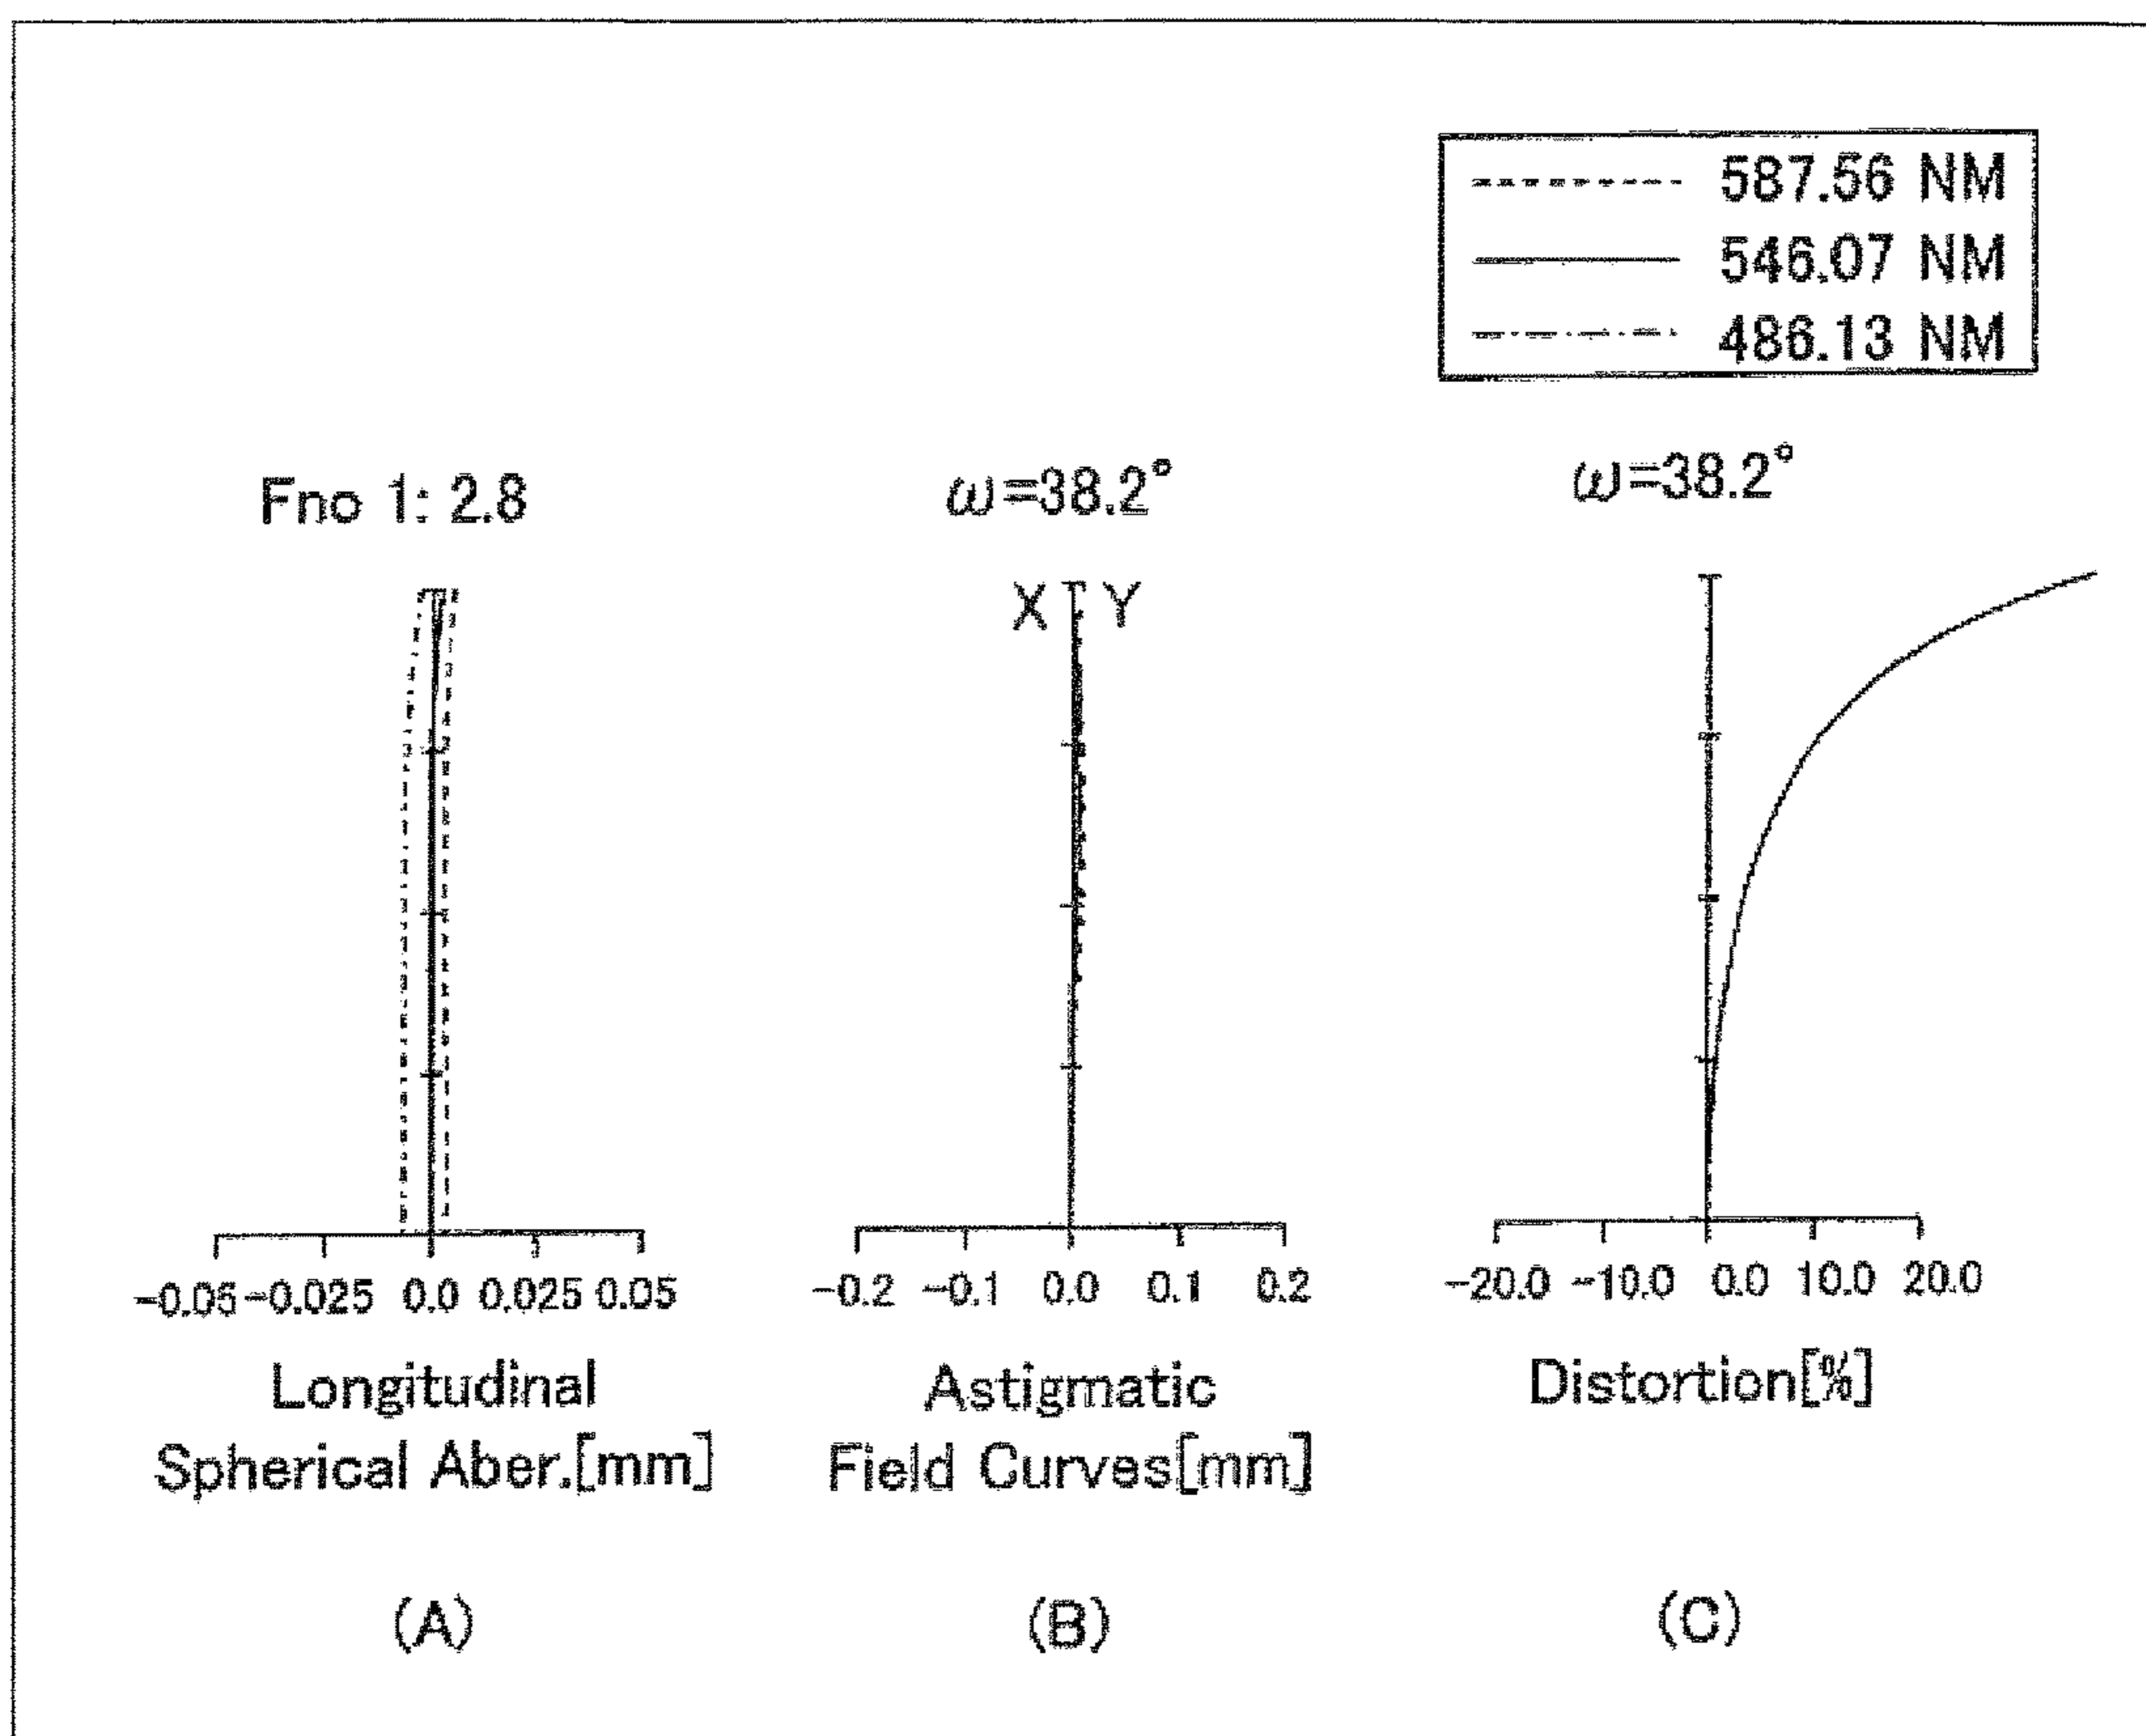 587.56 NM
546.07 NM
486.13 NM
Fno 1: 2.8
ω=38.2°
ω=38.2°
X Y
-0.05 -0.025 0.0 0.025 0.05
-0.2 -0.1 0.0 0.1 0.2
-20.0 -10.0 0.0 10.0 20.0
Longitudinal
Spherical Aber.[mm]
Astigmatic
Field Curves[mm]
Distortion[%]
(A)
(B)
(C)